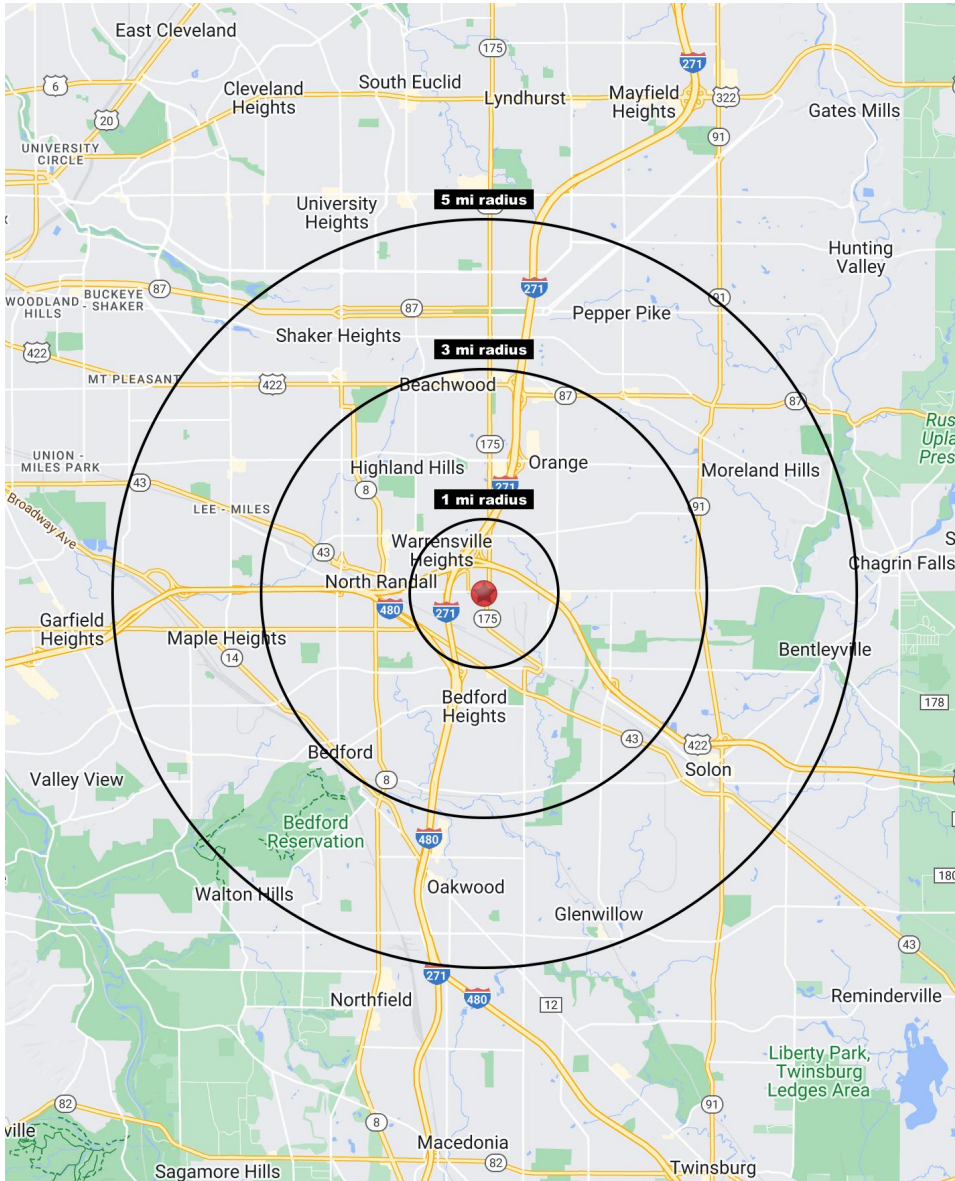 East Cleveland
175
271
6
Cleveland
Heights
South Euclid
Lyndhurst
Mayfield
Heights
322
Gates Mills
20
91
UNIVERSITY
CIRCLE
University
Heights
5 mi radius
Hunting
Valley
87
271
91
WOODLAND
HILLS
BUCKEYE
- SHAKER
87
Pepper Pike
Shaker Heights
422
3 mi radius
MT PLEASANT
422
Beachwood
87
87
175
UNION -
MILES PARK
Highland Hills
Orange
Moreland Hills
43
8
271
Broadway Ave
LEE - MILES
1 mi radius
91
43
Warrensville
Heights
Chagrin Falls
North Randall
480
271
175
Garfield
Heights
Maple Heights
14
Bentleyville
Bedford
Heights
178
43
422
Bedford
Solon
Valley View
8
Bedford
Reservation
480
Walton Hills
Oakwood
180
Glenwillow
43
271
480
Northfield
12
Reminderville
Liberty Park,
Twinsburg
Ledges Area
82
91
8
ville
Macedonia
82
Sagamore Hills
Twinsburg